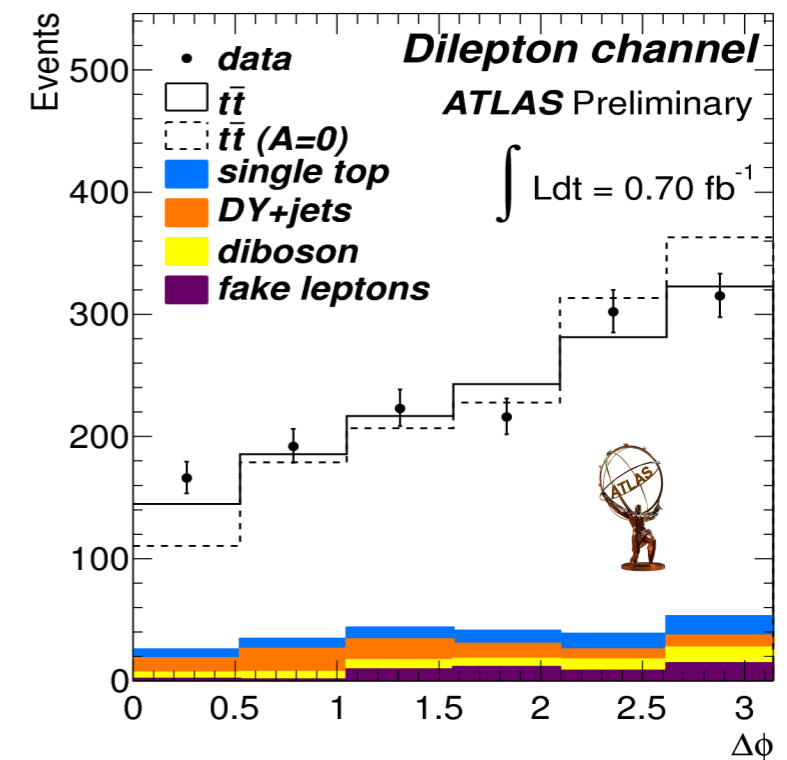 Events
500
400
300
200
100
0
0 0.5 1 1.5 2 2.5 3
Δϕ
data
tt̄
tt̄ (A=0)
single top
DY+jets
diboson
fake leptons
Dilepton channel
ATLAS Preliminary
∫ Ldt = 0.70 fb⁻¹
ATLAS